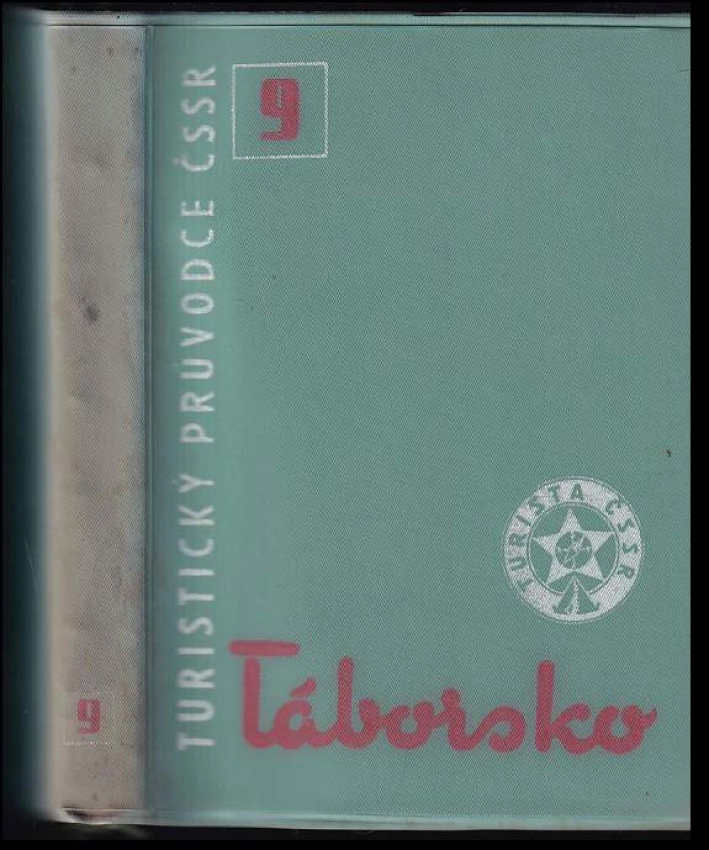 9
TURISTICKÝ PRŮVODCE ČSSR
TURISTA ČSSR
Táborsko
9